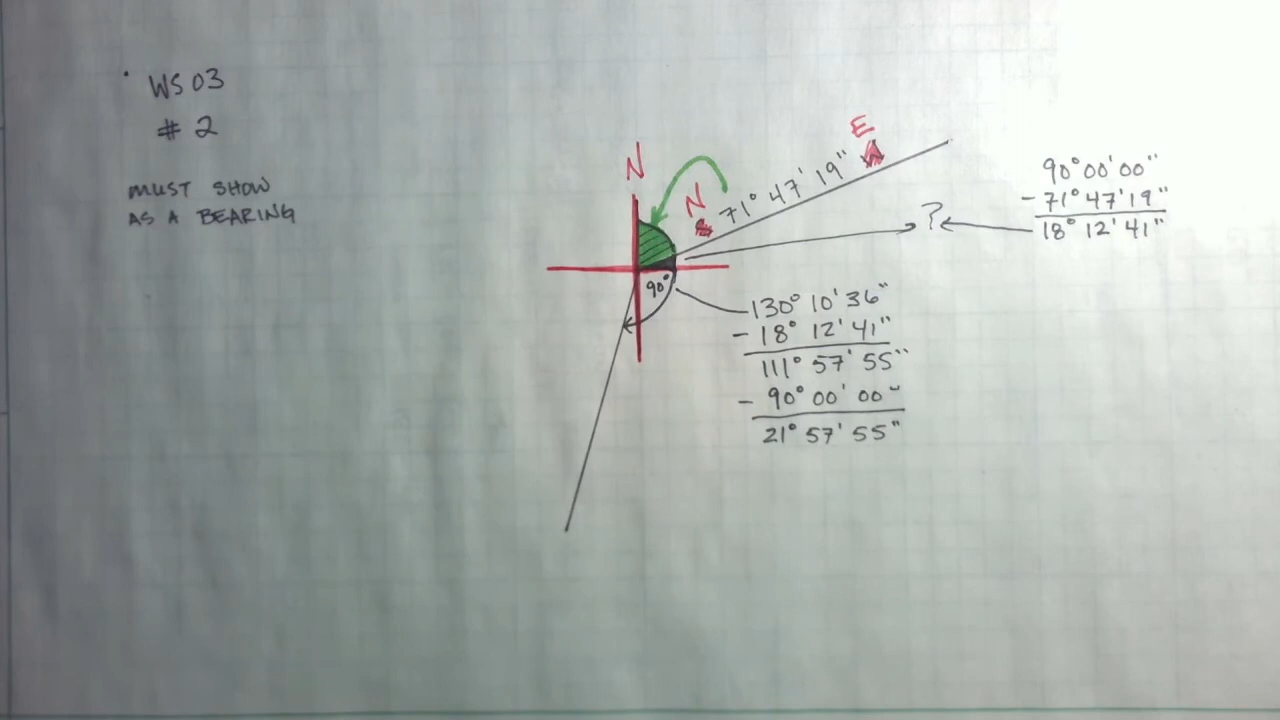 WS 03
# 2
MUST SHOW
AS A BEARING
N
N 71° 47' 19" E
90°
?
90° 00' 00"
- 71° 47' 19"
18° 12' 41"
130° 10' 36"
- 18° 12' 41"
111° 57' 55"
- 90° 00' 00"
21° 57' 55"